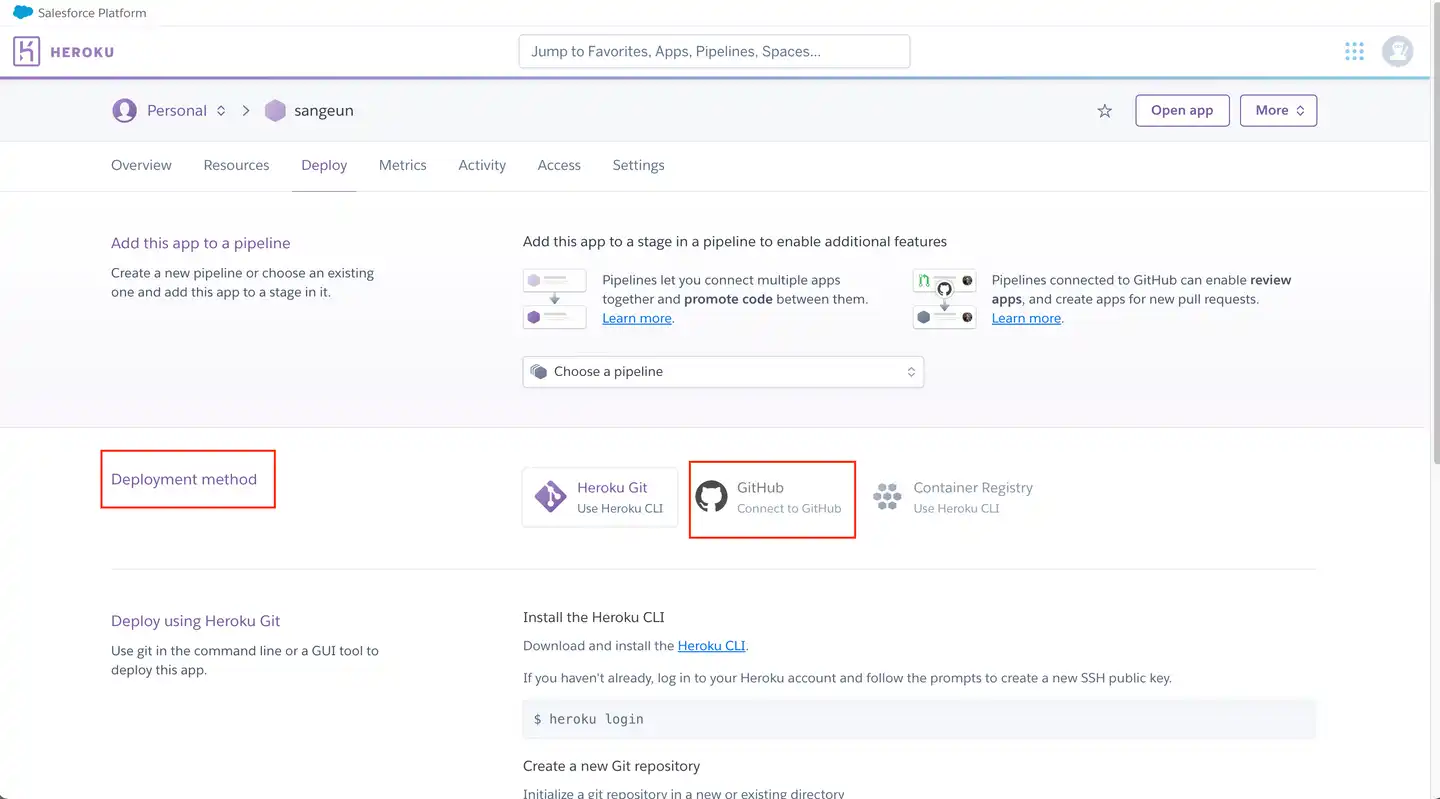 Salesforce Platform
HEROKU
Jump to Favorites, Apps, Pipelines, Spaces...
Personal
sangeun
Open app
More
Overview
Resources
Deploy
Metrics
Activity
Access
Settings
Add this app to a pipeline
Create a new pipeline or choose an existing
one and add this app to a stage in it.
Add this app to a stage in a pipeline to enable additional features
Pipelines let you connect multiple apps
together and promote code between them.
Learn more.
Pipelines connected to GitHub can enable review
apps, and create apps for new pull requests.
Learn more.
Choose a pipeline
Deployment method
Heroku Git
Use Heroku CLI
GitHub
Connect to GitHub
Container Registry
Use Heroku CLI
Deploy using Heroku Git
Use git in the command line or a GUI tool to
deploy this app.
Install the Heroku CLI
Download and install the Heroku CLI.
If you haven't already, log in to your Heroku account and follow the prompts to create a new SSH public key.
$ heroku login
Create a new Git repository
Initialize a git repository in a new or existing directory